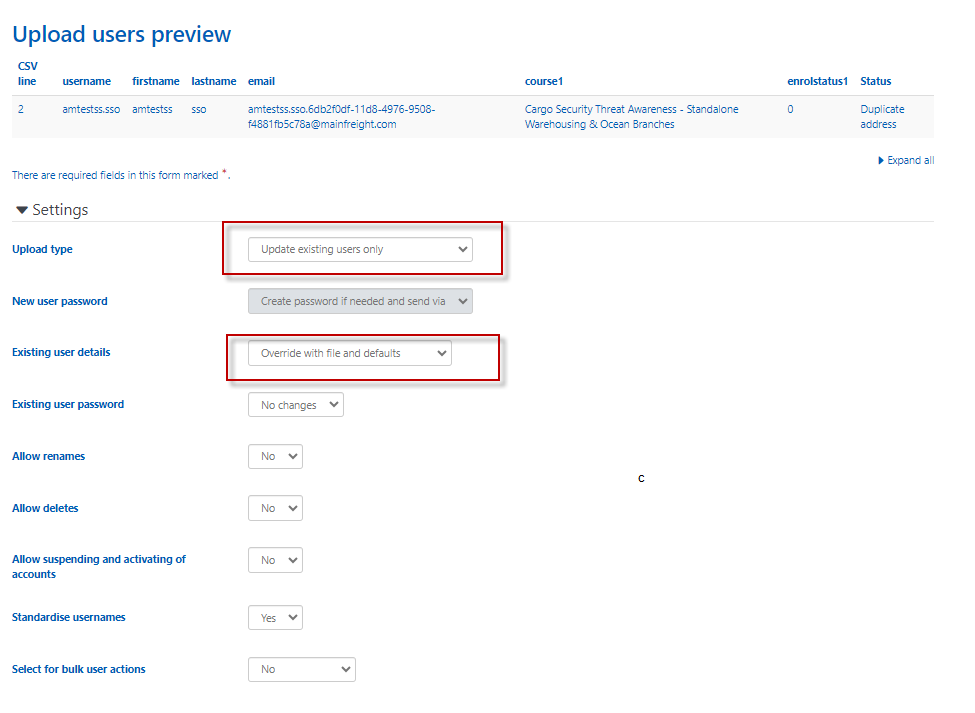 Upload users preview
CSV line username firstname lastname email course1 enrolstatus1 Status
2 amtestss.sso amtestss sso amtestss.sso.6db2f0df-11d8-4976-9508- Cargo Security Threat Awareness - Standalone 0 Duplicate
f4881fb5c78a@mainfreight.com Warehousing & Ocean Branches address
Expand all
There are required fields in this form marked *.
Settings
Upload type Update existing users only
New user password Create password if needed and send via
Existing user details Override with file and defaults
Existing user password No changes
Allow renames No
c
Allow deletes No
Allow suspending and activating of
accounts No
Standardise usernames Yes
Select for bulk user actions No